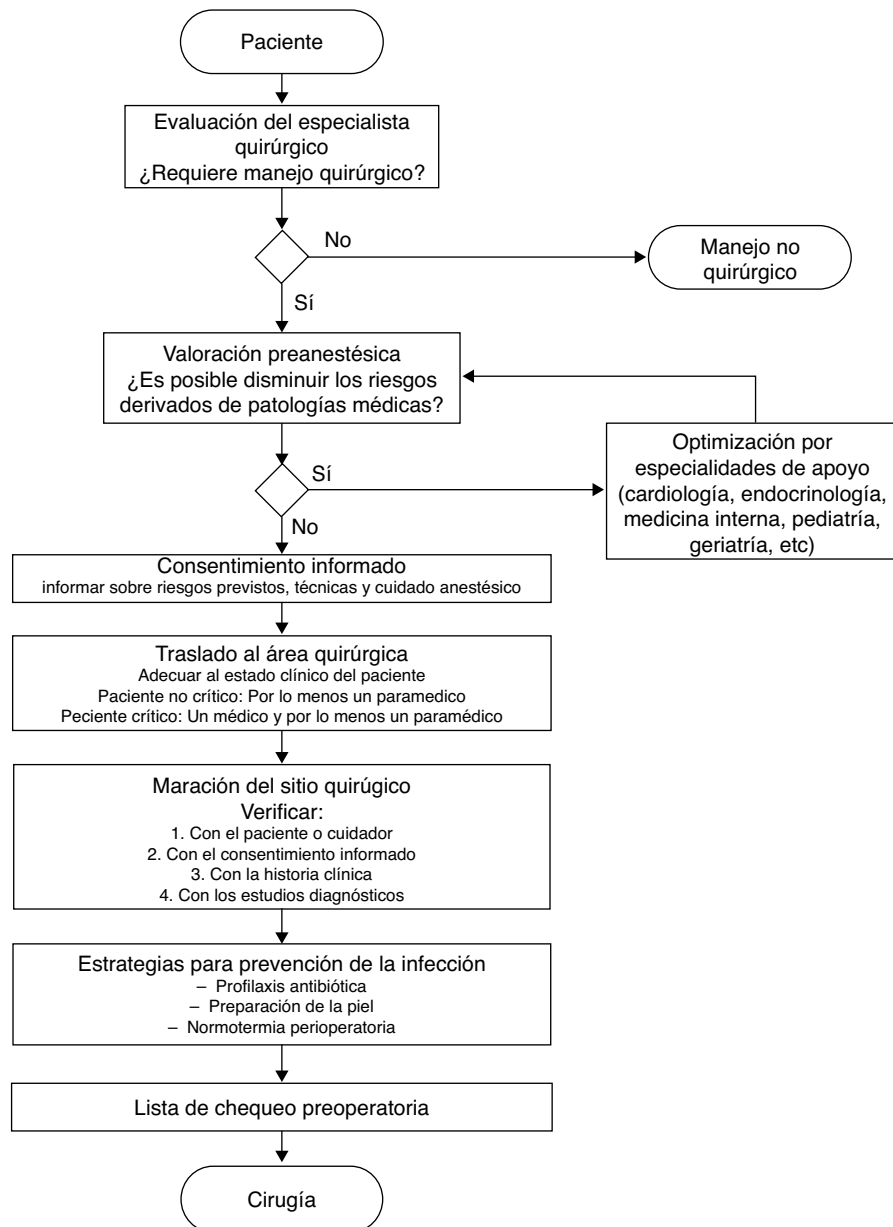 Paciente
Evaluación del especialista
quirúrgico
¿Requiere manejo quirúrgico?
No
Manejo no
quirúrgico
Sí
Valoración preanestésica
¿Es posible disminuir los riesgos
derivados de patologías médicas?
Sí
Optimización por
especialidades de apoyo
(cardiología, endocrinología,
medicina interna, pediatría,
geriatría, etc)
No
Consentimiento informado
informar sobre riesgos previstos, técnicas y cuidado anestésico
Traslado al área quirúrgica
Adecuar al estado clínico del paciente
Paciente no crítico: Por lo menos un paramedico
Peciente crítico: Un médico y por lo menos un paramédico
Maración del sitio quirúgico
Verificar:
1. Con el paciente o cuidador
2. Con el consentimiento informado
3. Con la historia clínica
4. Con los estudios diagnósticos
Estrategias para prevención de la infección
– Profilaxis antibiótica
– Preparación de la piel
– Normotermia perioperatoria
Lista de chequeo preoperatoria
Cirugía